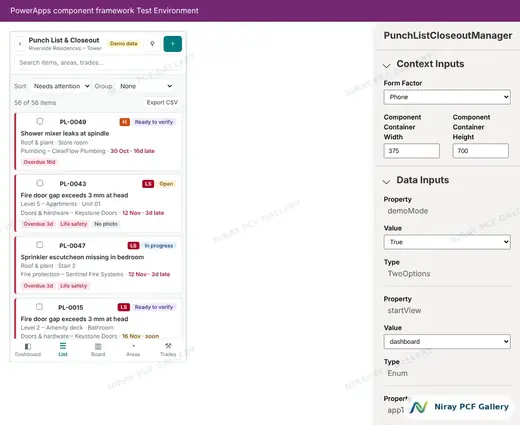 PowerApps component framework Test Environment
Punch List & Closeout
Riverside Residences - Tower
Demo data
Search items, areas, trades...
Sort Needs attention Group None
56 of 56 items Export CSV
PL-0049 H Ready to verify
Shower mixer leaks at spindle
Roof & plant · Store room
Plumbing – ClearFlow Plumbing · 30 Oct · 16d late
Overdue 16d
PL-0043 LS Open
Fire door gap exceeds 3 mm at head
Level 5 – Apartments · Unit 01
Doors & hardware – Keystone Doors · 12 Nov · 3d late
Overdue 3d Life safety No photo
PL-0047 LS In progress
Sprinkler escutcheon missing in bedroom
Roof & plant · Stair 2
Fire protection – Sentinel Fire Systems · 12 Nov · 3d late
Overdue 3d Life safety
PL-0015 LS Ready to verify
Fire door gap exceeds 3 mm at head
Level 2 – Amenity deck · Bathroom
Doors & hardware – Keystone Doors · 16 Nov · soon
Dashboard List Board Areas Trades
PunchListCloseoutManager
Context Inputs
Form Factor
Phone
Component Container Width
Component Container Height
375 700
Data Inputs
Property
demoMode
Value
True
Type
TwoOptions
Property
startView
Value
dashboard
Type
Enum
Property
Niray PCF Gallery
NIRAY PCF GALLERY